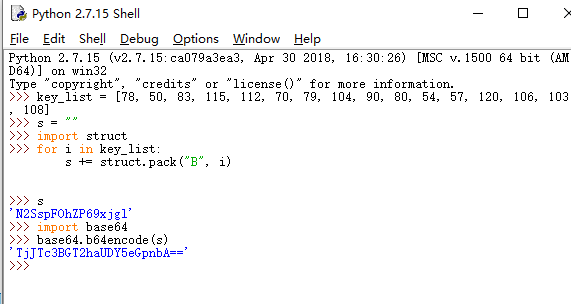 Python 2.7.15 Shell
File Edit Shell Debug Options Window Help
Python 2.7.15 (v2.7.15:ca079a3ea3, Apr 30 2018, 16:30:26) [MSC v.1500 64 bit (AM
D64)] on win32
Type "copyright", "credits" or "license()" for more information.
>>> key_list = [78, 50, 83, 115, 112, 70, 79, 104, 90, 80, 54, 57, 120, 106, 103
, 108]
>>> s = ""
>>> import struct
>>> for i in key_list:
        s += struct.pack("B", i)
>>> s
'N2SspFOhZP69xjgl'
>>> import base64
>>> base64.b64encode(s)
'TjJTc3BGT2haUDY5eGpnbA=='
>>>